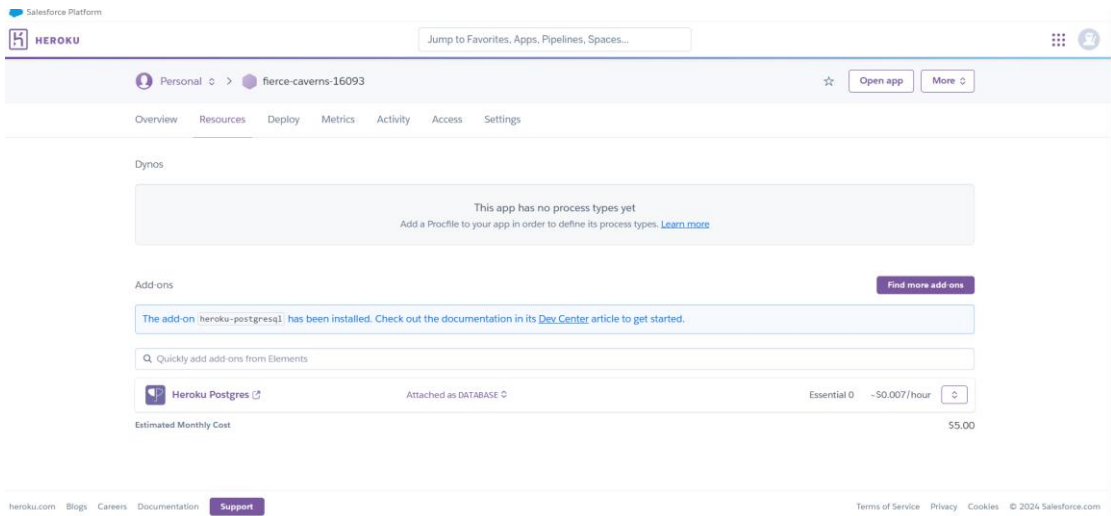 Salesforce Platform
HEROKU
Jump to Favorites, Apps, Pipelines, Spaces...
Personal > fierce-caverns-16093
Open app More
Overview Resources Deploy Metrics Activity Access Settings
Dynos
This app has no process types yet
Add a Procfile to your app in order to define its process types. Learn more
Add-ons
Find more add-ons
The add-on heroku-postgresql has been installed. Check out the documentation in its Dev Center article to get started.
Quickly add add-ons from Elements
Heroku Postgres Attached as DATABASE Essential 0 ~$0.007/hour
Estimated Monthly Cost $5.00
heroku.com Blogs Careers Documentation Support Terms of Service Privacy Cookies © 2024 Salesforce.com